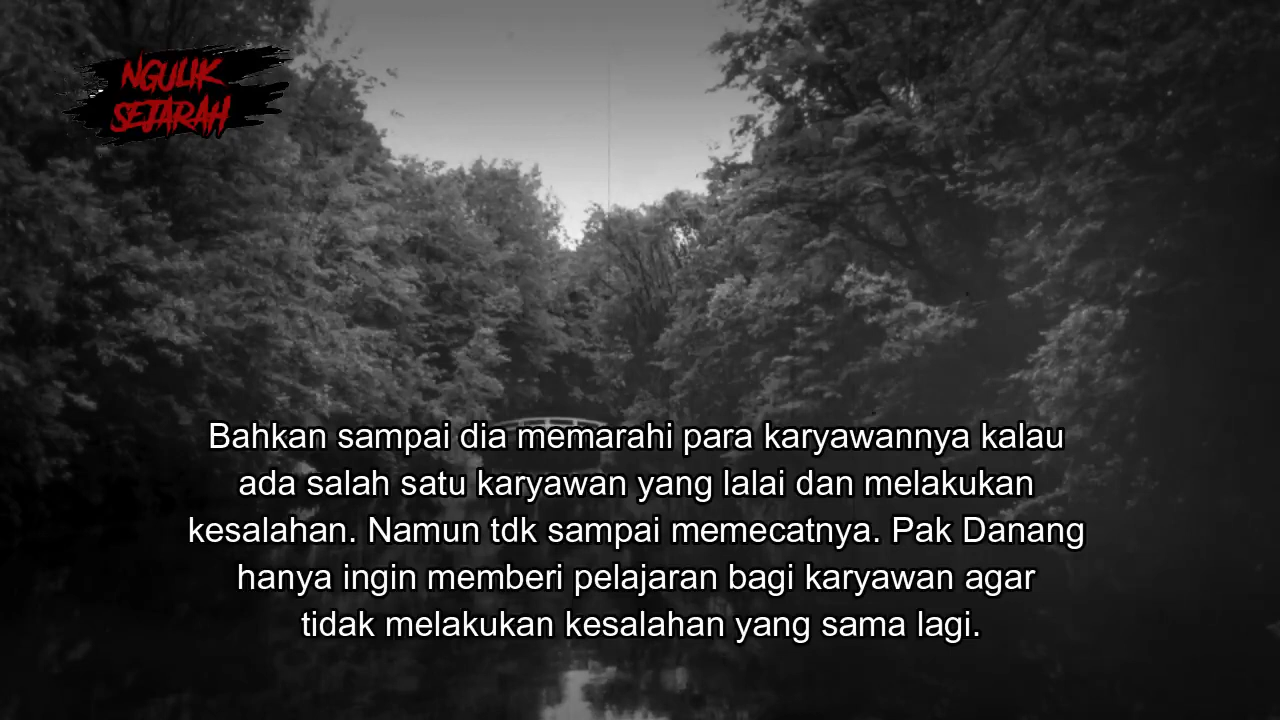 NGULIK
SEJARAH
Bahkan sampai dia memarahi para karyawannya kalau
ada salah satu karyawan yang lalai dan melakukan
kesalahan. Namun tdk sampai memecatnya. Pak Danang
hanya ingin memberi pelajaran bagi karyawan agar
tidak melakukan kesalahan yang sama lagi.